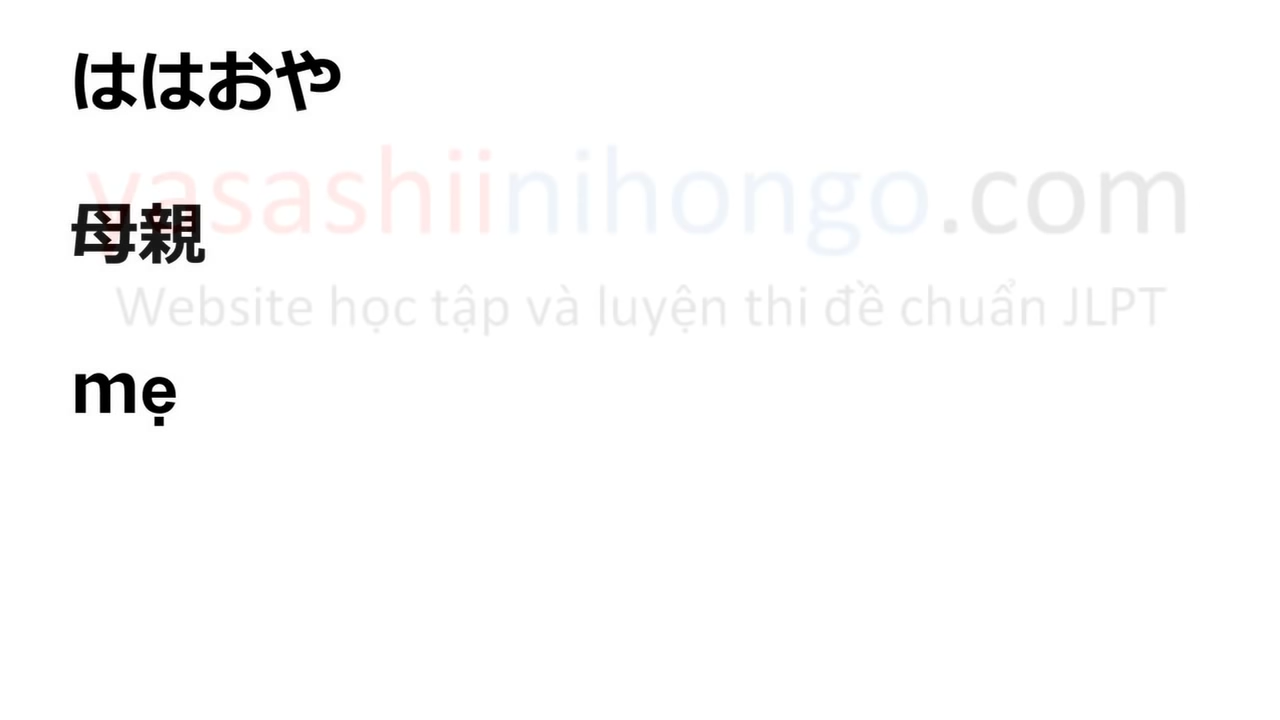 ははおや
yasashiinihongo.com
母親
Website học tập và luyện thi đề chuẩn JLPT
mẹ